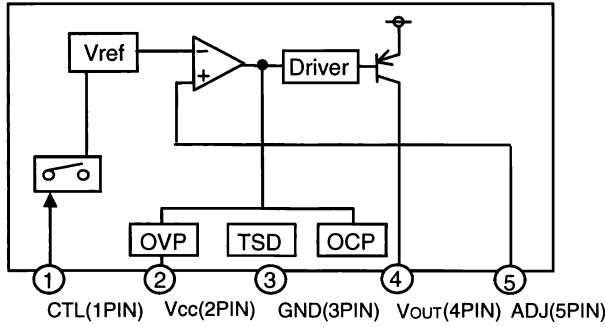 Vref
−
+
Driver
OVP
TSD
OCP
1 2 3 4 5
CTL(1PIN) Vcc(2PIN) GND(3PIN) VOUT(4PIN) ADJ(5PIN)